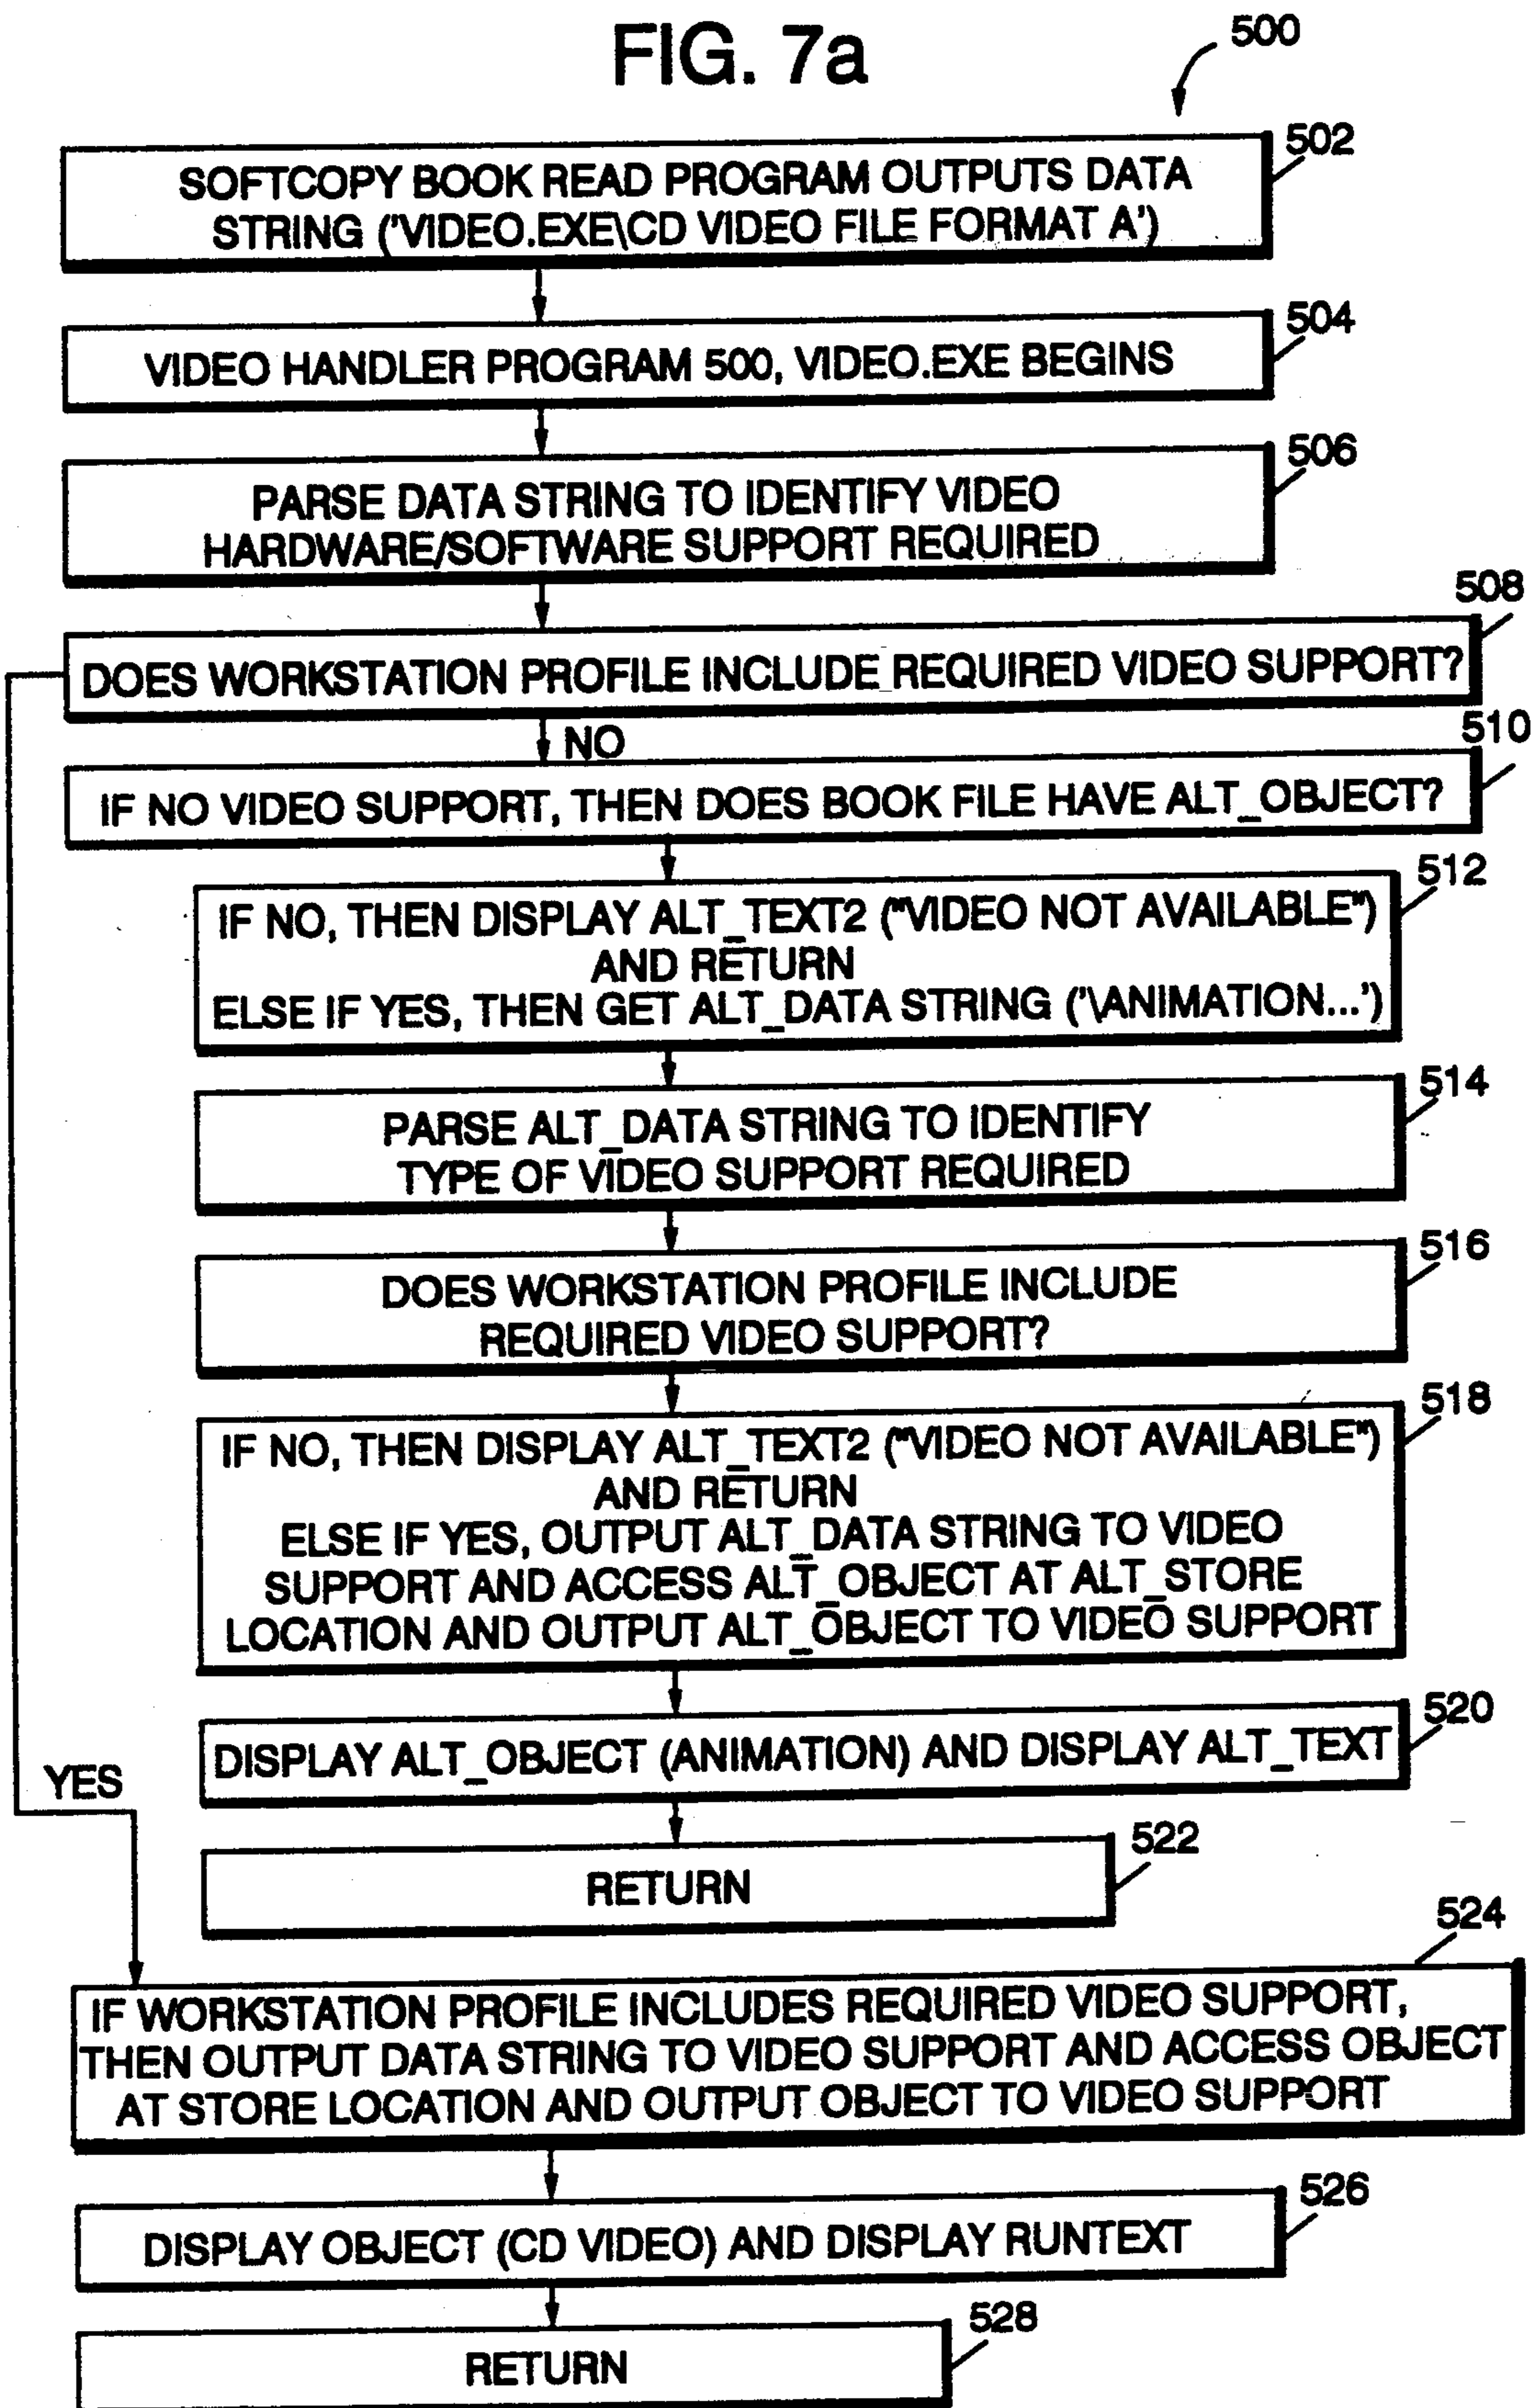 FIG. 7a
500
502
SOFTCOPY BOOK READ PROGRAM OUTPUTS DATA
STRING ('VIDEO.EXE\CD VIDEO FILE FORMAT A')
504
VIDEO HANDLER PROGRAM 500, VIDEO.EXE BEGINS
506
PARSE DATA STRING TO IDENTIFY VIDEO
HARDWARE/SOFTWARE SUPPORT REQUIRED
508
DOES WORKSTATION PROFILE INCLUDE REQUIRED VIDEO SUPPORT?
NO
510
IF NO VIDEO SUPPORT, THEN DOES BOOK FILE HAVE ALT_OBJECT?
512
IF NO, THEN DISPLAY ALT_TEXT2 ("VIDEO NOT AVAILABLE")
AND RETURN
ELSE IF YES, THEN GET ALT_DATA STRING ('\ANIMATION...')
514
PARSE ALT_DATA STRING TO IDENTIFY
TYPE OF VIDEO SUPPORT REQUIRED
516
DOES WORKSTATION PROFILE INCLUDE
REQUIRED VIDEO SUPPORT?
518
IF NO, THEN DISPLAY ALT_TEXT2 ("VIDEO NOT AVAILABLE")
AND RETURN
ELSE IF YES, OUTPUT ALT_DATA STRING TO VIDEO
SUPPORT AND ACCESS ALT_OBJECT AT ALT_STORE
LOCATION AND OUTPUT ALT_OBJECT TO VIDEO SUPPORT
520
DISPLAY ALT_OBJECT (ANIMATION) AND DISPLAY ALT_TEXT
YES
522
RETURN
524
IF WORKSTATION PROFILE INCLUDES REQUIRED VIDEO SUPPORT,
THEN OUTPUT DATA STRING TO VIDEO SUPPORT AND ACCESS OBJECT
AT STORE LOCATION AND OUTPUT OBJECT TO VIDEO SUPPORT
526
DISPLAY OBJECT (CD VIDEO) AND DISPLAY RUNTEXT
528
RETURN